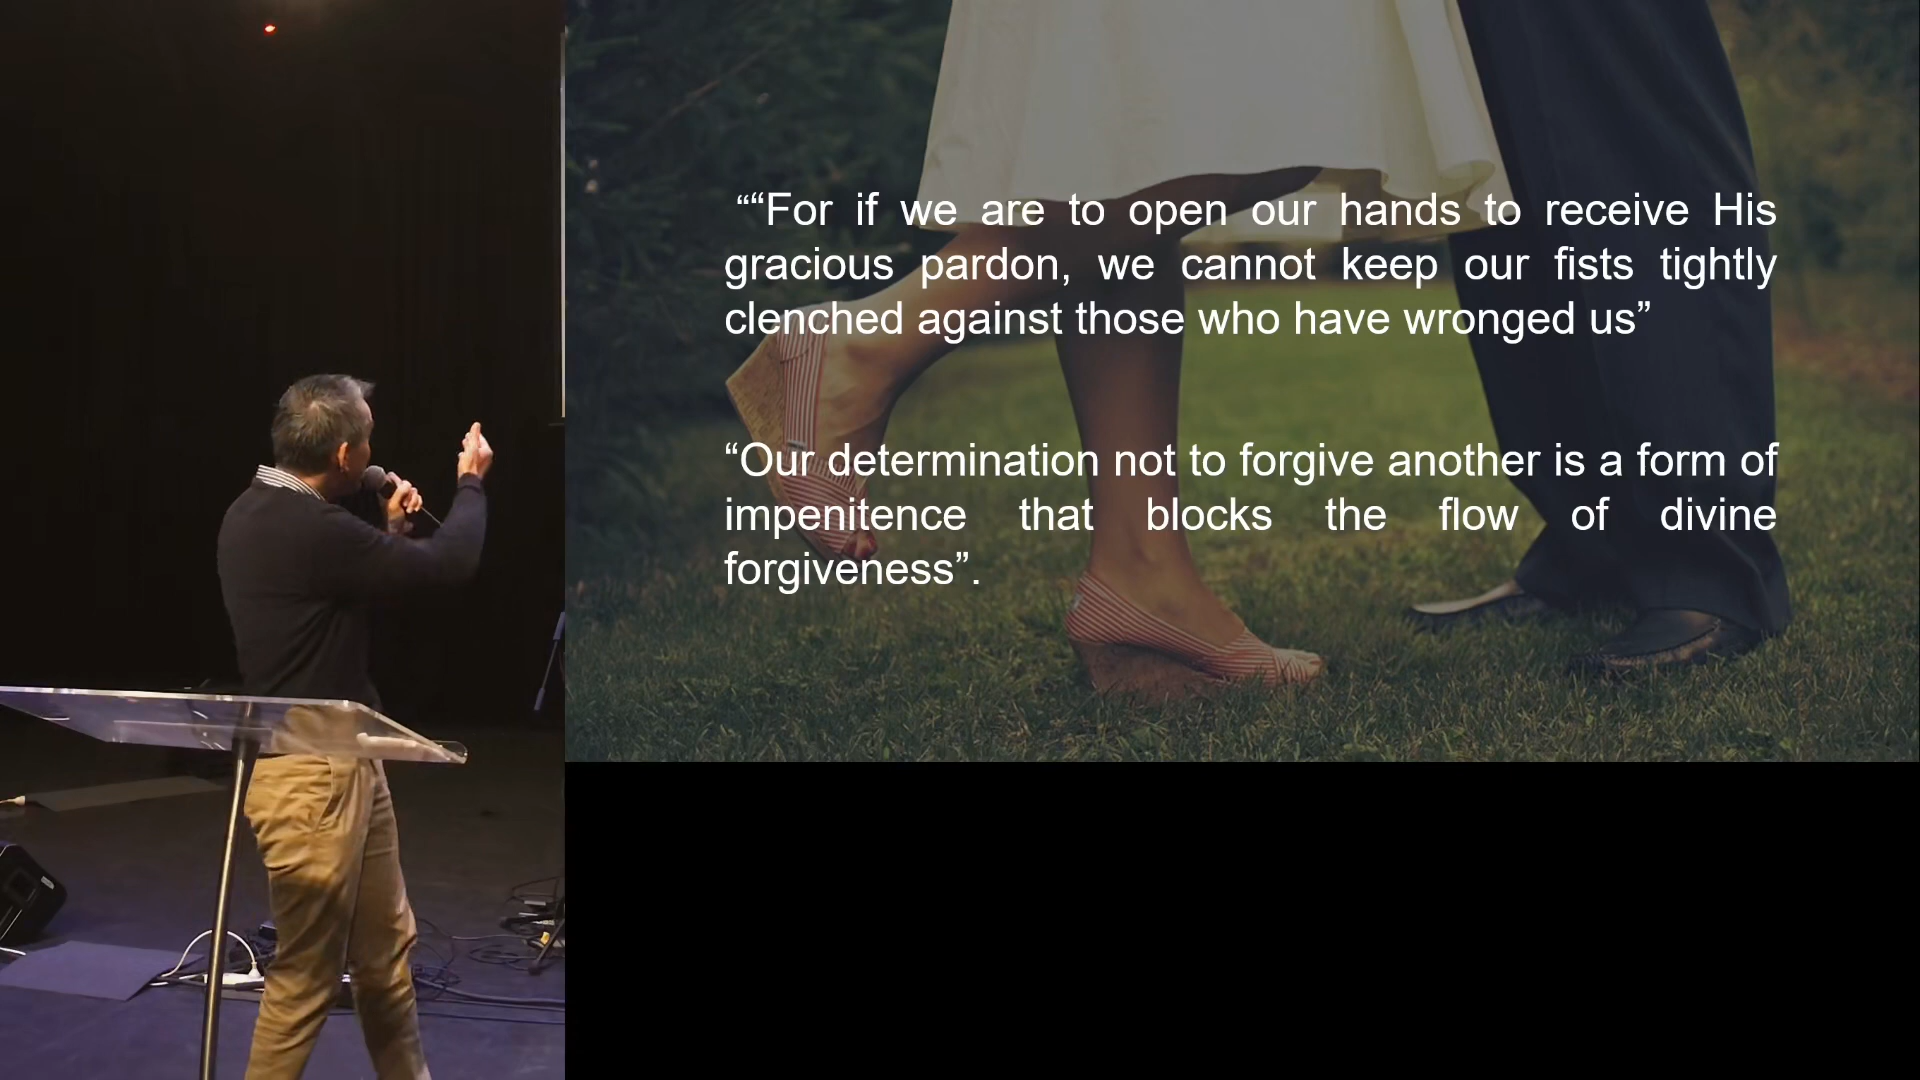 ““For if we are to open our hands to receive His
gracious pardon, we cannot keep our fists tightly
clenched against those who have wronged us”
“Our determination not to forgive another is a form of
impenitence that blocks the flow of divine
forgiveness”.